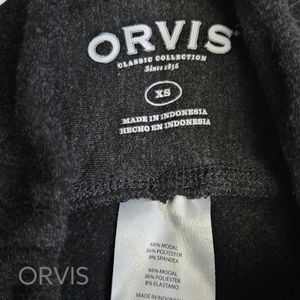 ORVIS
CLASSIC COLLECTION
Since 1856
XS
MADE IN INDONESIA
HECHO EN INDONESIA
66% MODAL
26% POLYESTER
8% SPANDEX
66% MODAL
26% POLIÉSTER
8% ELASTANO
ORVIS